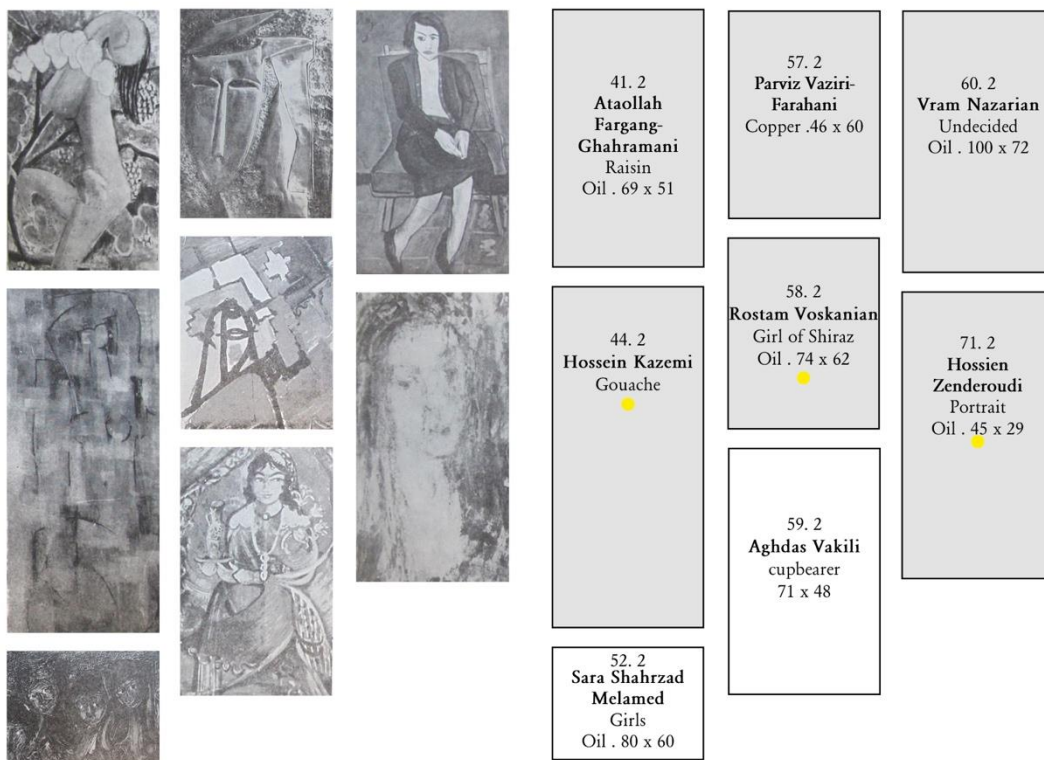 41. 2
Ataollah
Fargang-
Ghahramani
Raisin
Oil . 69 x 51
44. 2
Hossein Kazemi
Gouache
52. 2
Sara Shahrzad
Melamed
Girls
Oil . 80 x 60
57. 2
Parviz Vaziri-
Farahani
Copper .46 x 60
58. 2
Rostam Voskanian
Girl of Shiraz
Oil . 74 x 62
59. 2
Aghdas Vakili
cupbearer
71 x 48
60. 2
Vram Nazarian
Undecided
Oil . 100 x 72
71. 2
Hossien
Zenderoudi
Portrait
Oil . 45 x 29